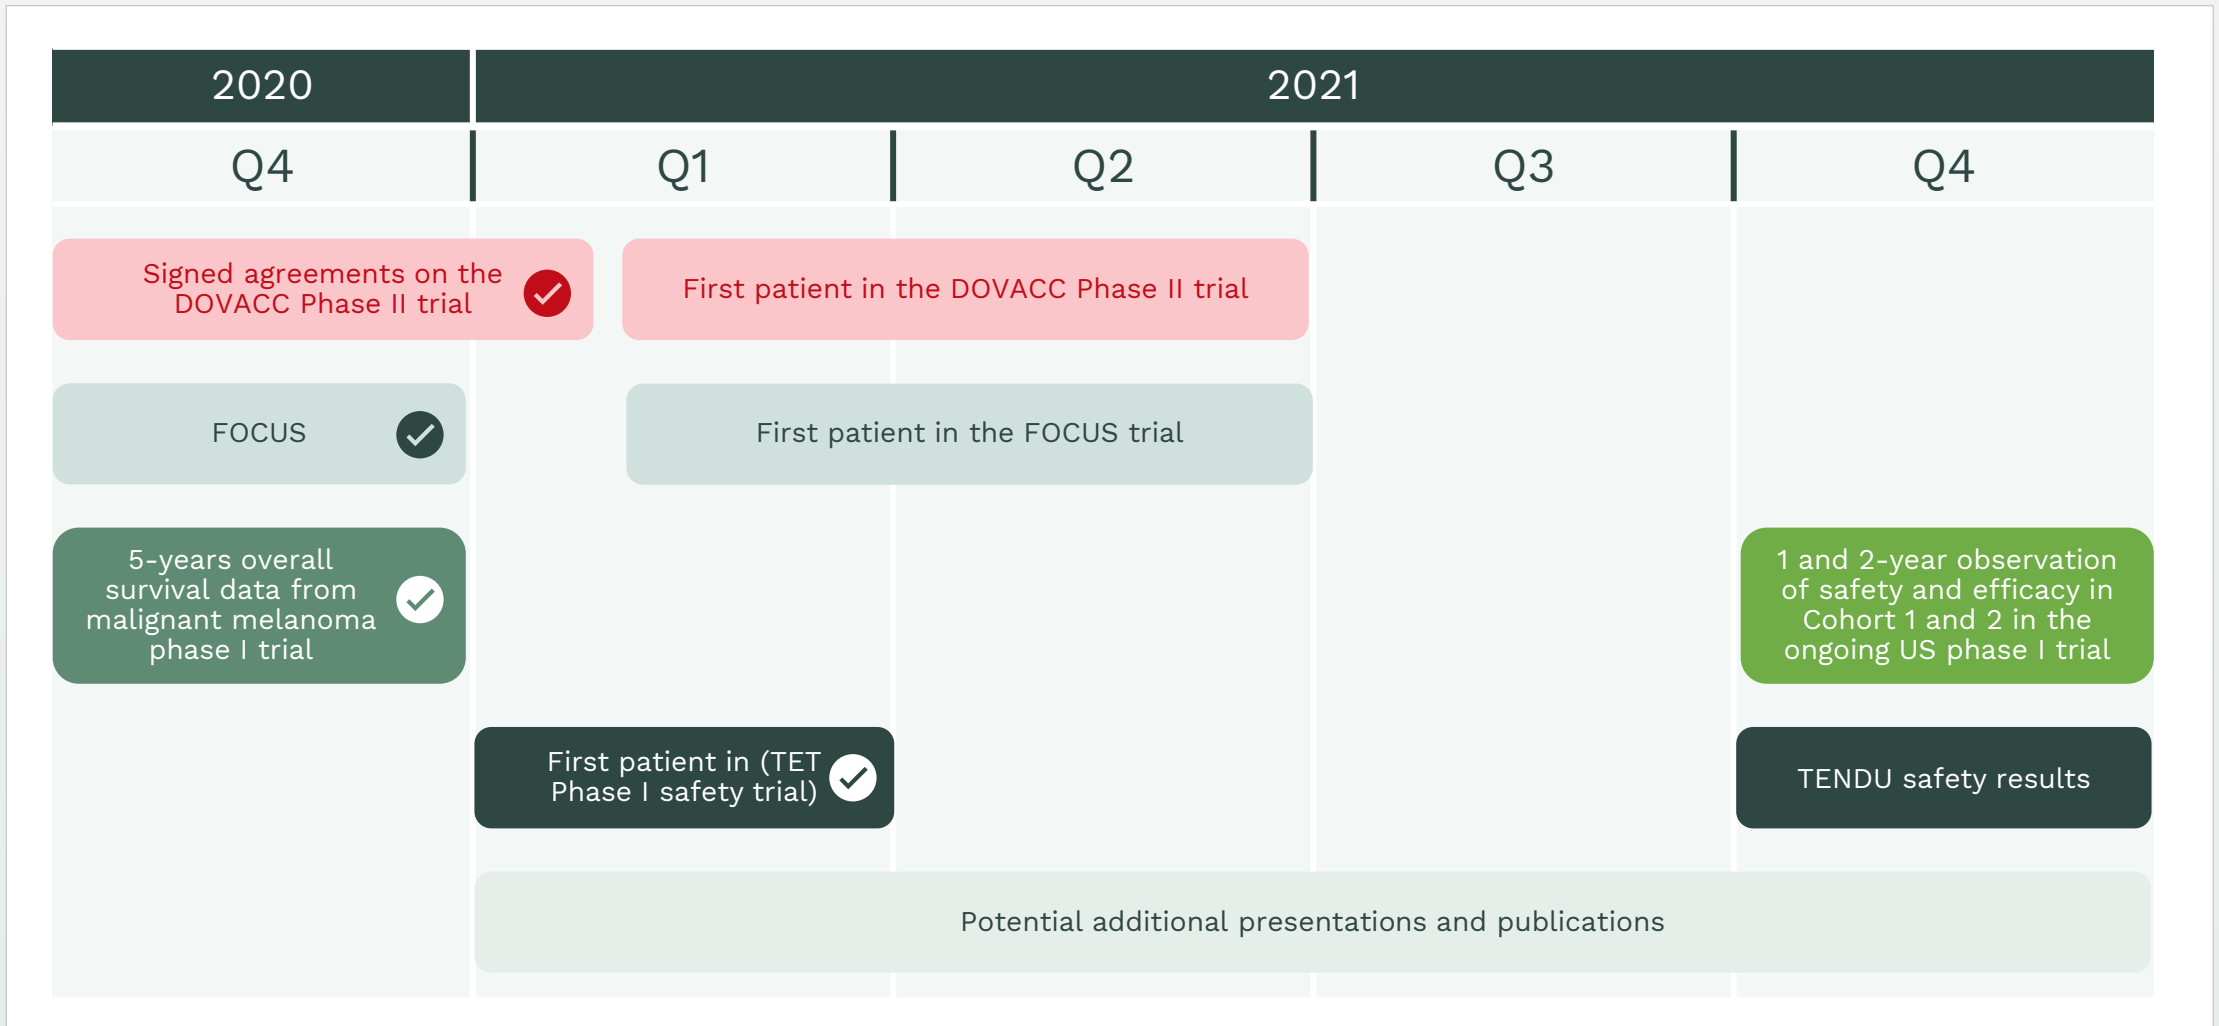 2020
2021
Q4
Q1
Q2
Q3
Q4
Signed agreements on the
DOVACC Phase II trial
First patient in the DOVACC Phase II trial
FOCUS
First patient in the FOCUS trial
5-years overall
survival data from
malignant melanoma
phase I trial
1 and 2-year observation
of safety and efficacy in
Cohort 1 and 2 in the
ongoing US phase I trial
First patient in (TET
Phase I safety trial)
TENDU safety results
Potential additional presentations and publications